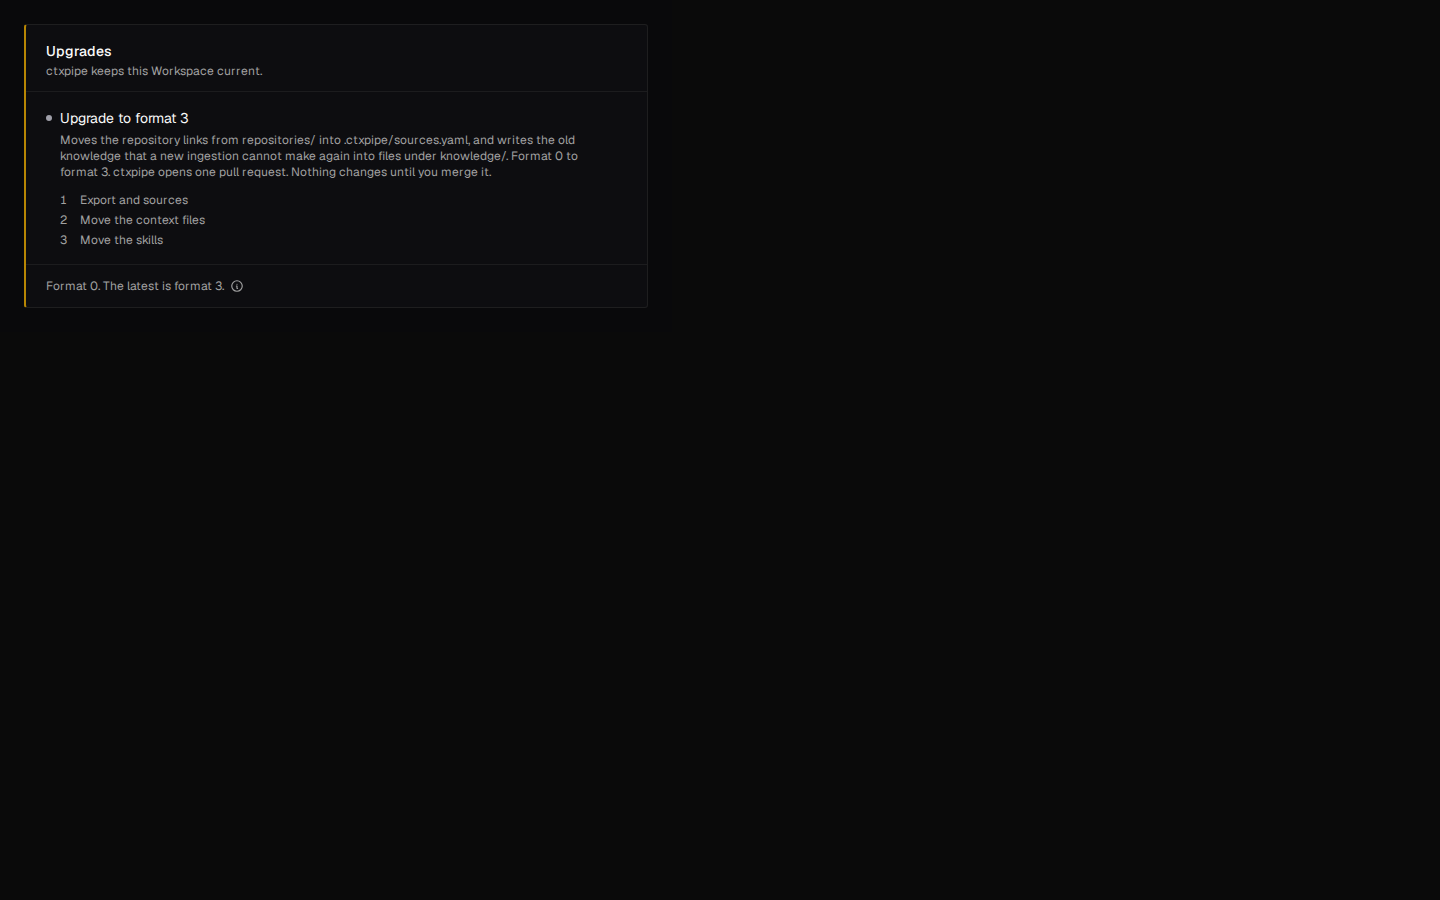 Upgrades
ctxpipe keeps this Workspace current.
Upgrade to format 3
Moves the repository links from repositories/ into .ctxpipe/sources.yaml, and writes the old
knowledge that a new ingestion cannot make again into files under knowledge/. Format 0 to
format 3. ctxpipe opens one pull request. Nothing changes until you merge it.
1 Export and sources
2 Move the context files
3 Move the skills
Format 0. The latest is format 3.